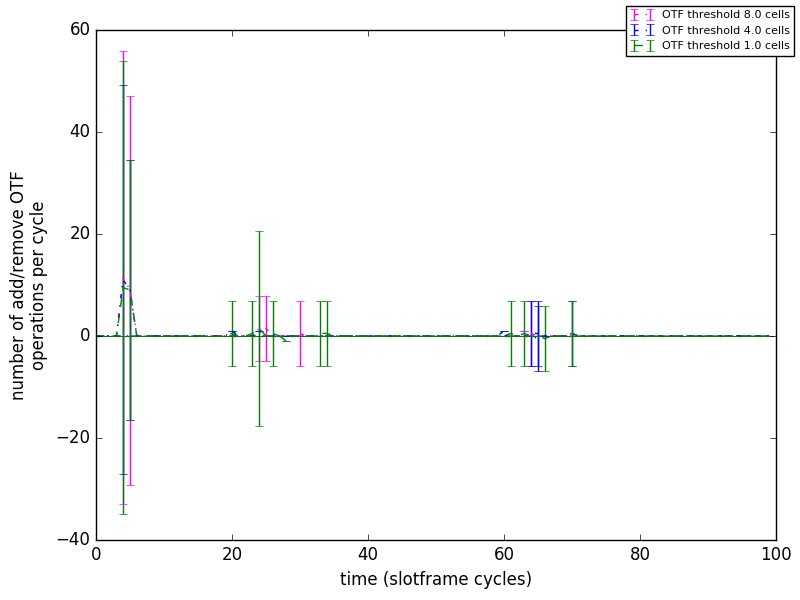 OTF threshold 8.0 cells
OTF threshold 4.0 cells
OTF threshold 1.0 cells
60
40
20
0
−20
−40
number of add/remove OTF
operations per cycle
0 20 40 60 80 100
time (slotframe cycles)